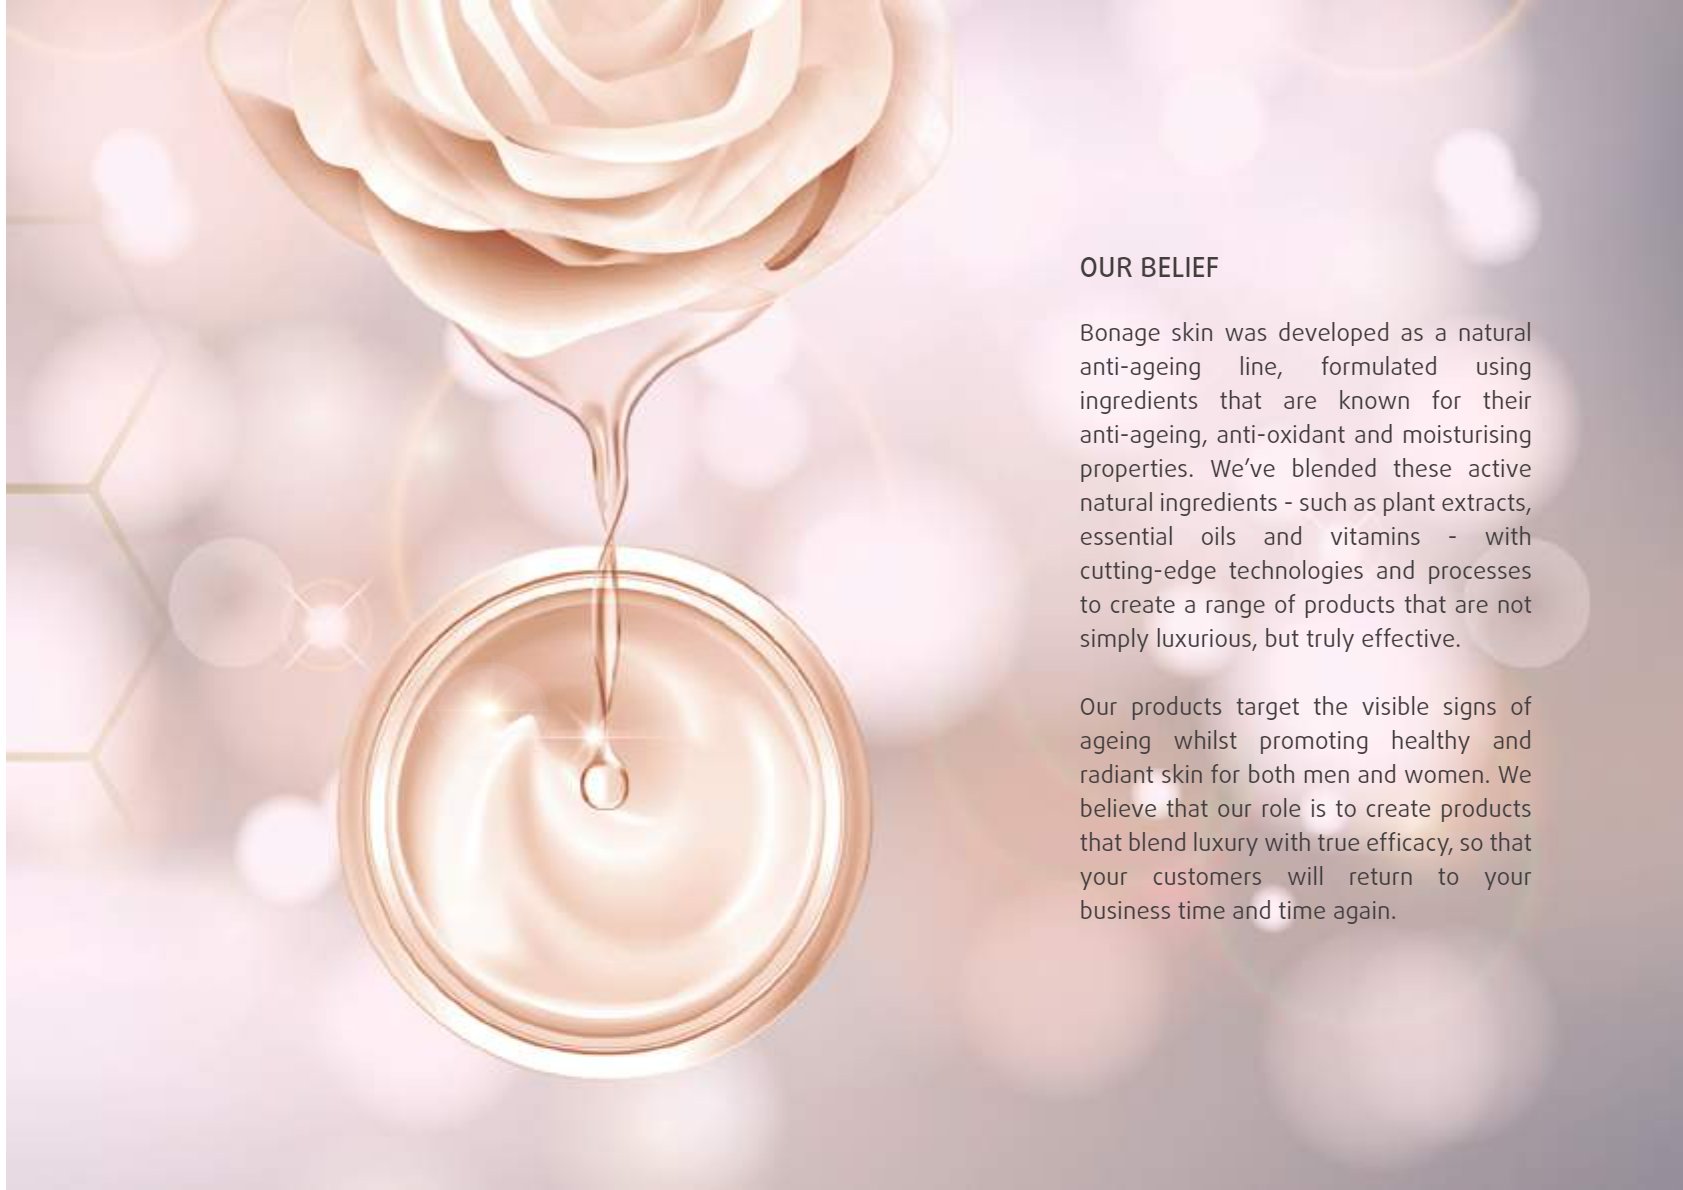 OUR BELIEF
Bonage skin was developed as a natural
anti-ageing line, formulated using
ingredients that are known for their
anti-ageing, anti-oxidant and moisturising
properties. We’ve blended these active
natural ingredients - such as plant extracts,
essential oils and vitamins - with
cutting-edge technologies and processes
to create a range of products that are not
simply luxurious, but truly effective.
Our products target the visible signs of
ageing whilst promoting healthy and
radiant skin for both men and women. We
believe that our role is to create products
that blend luxury with true efficacy, so that
your customers will return to your
business time and time again.